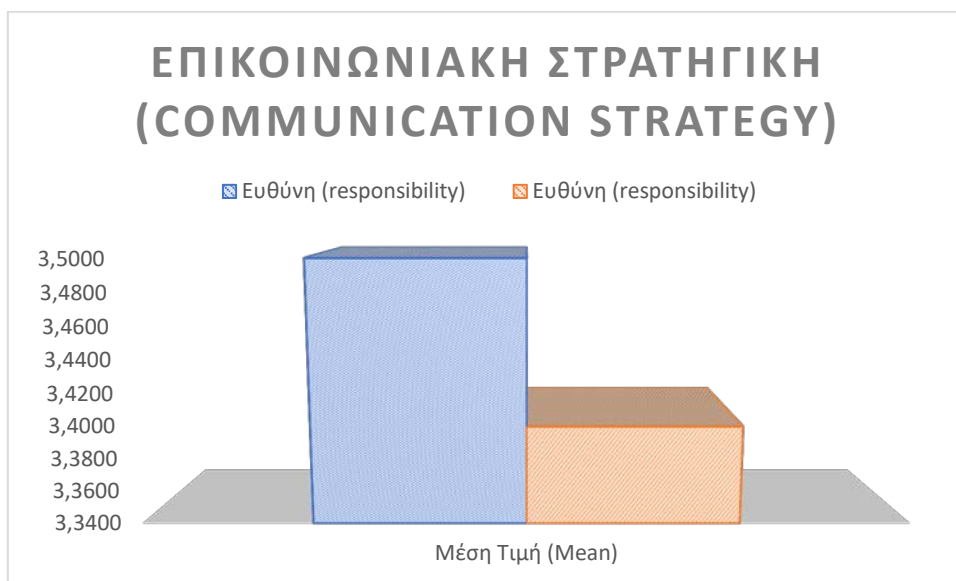 ΕΠΙΚΟΙΝΩΝΙΑΚΗ ΣΤΡΑΤΗΓΙΚΗ
(COMMUNICATION STRATEGY)
Ευθύνη (responsibility) Ευθύνη (responsibility)
3,5000
3,4800
3,4600
3,4400
3,4200
3,4000
3,3800
3,3600
3,3400
Μέση Τιμή (Mean)